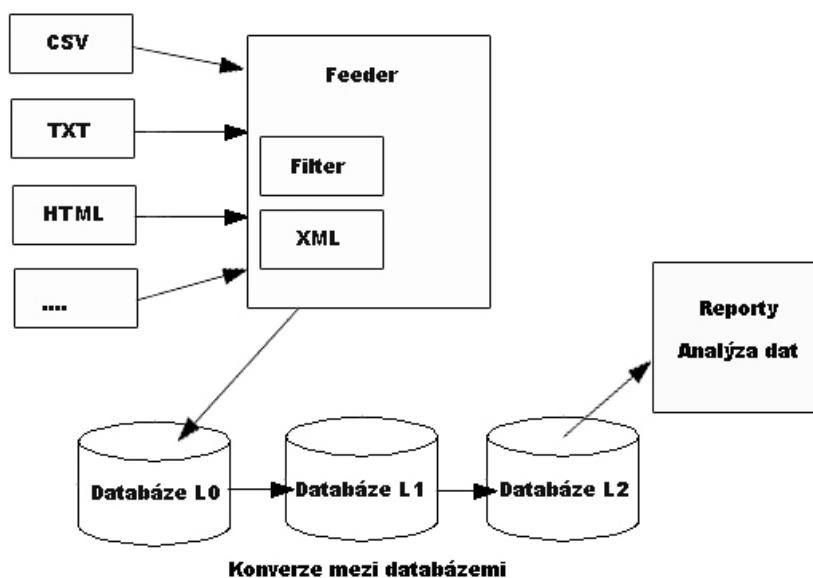 CSV
TXT
HTML
....
Feeder
Filter
XML
Reporty
Analýza dat
Databáze L0
Databáze L1
Databáze L2
Konverze mezi databázemi